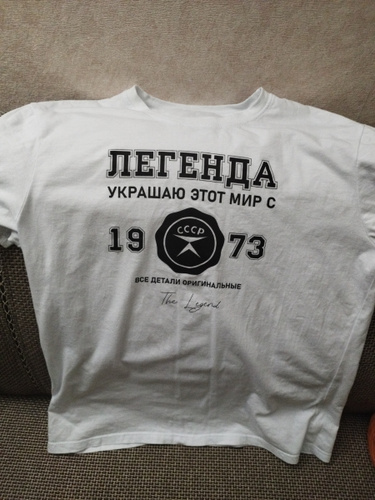 ЛЕГЕНДА
УКРАШАЮ ЭТОТ МИР С
19 73
СССР
ВСЕ ДЕТАЛИ ОРИГИНАЛЬНЫЕ
The Legend